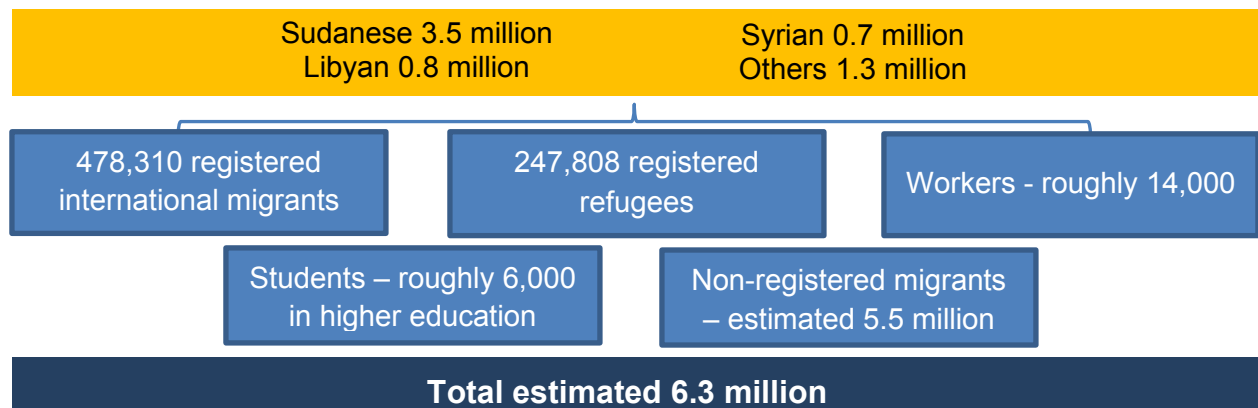 Sudanese 3.5 million
Libyan 0.8 million
Syrian 0.7 million
Others 1.3 million
478,310 registered
international migrants
247,808 registered
refugees
Workers - roughly 14,000
Students – roughly 6,000
in higher education
Non-registered migrants
– estimated 5.5 million
Total estimated 6.3 million